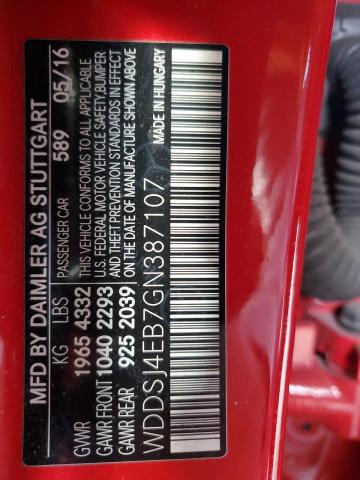 MFD BY DAIMLER AG STUTTGART
PASSENGER CAR 589 05/16
KG LBS
THIS VEHICLE CONFORMS TO ALL APPLICABLE
U.S. FEDERAL MOTOR VEHICLE SAFETY, BUMPER
AND THEFT PREVENTION STANDARDS IN EFFECT
ON THE DATE OF MANUFACTURE SHOWN ABOVE
GVWR 1965 4332
GAWR FRONT 1040 2293
GAWR REAR 925 2039
WDDSJ4EB7GN387107
MADE IN HUNGARY